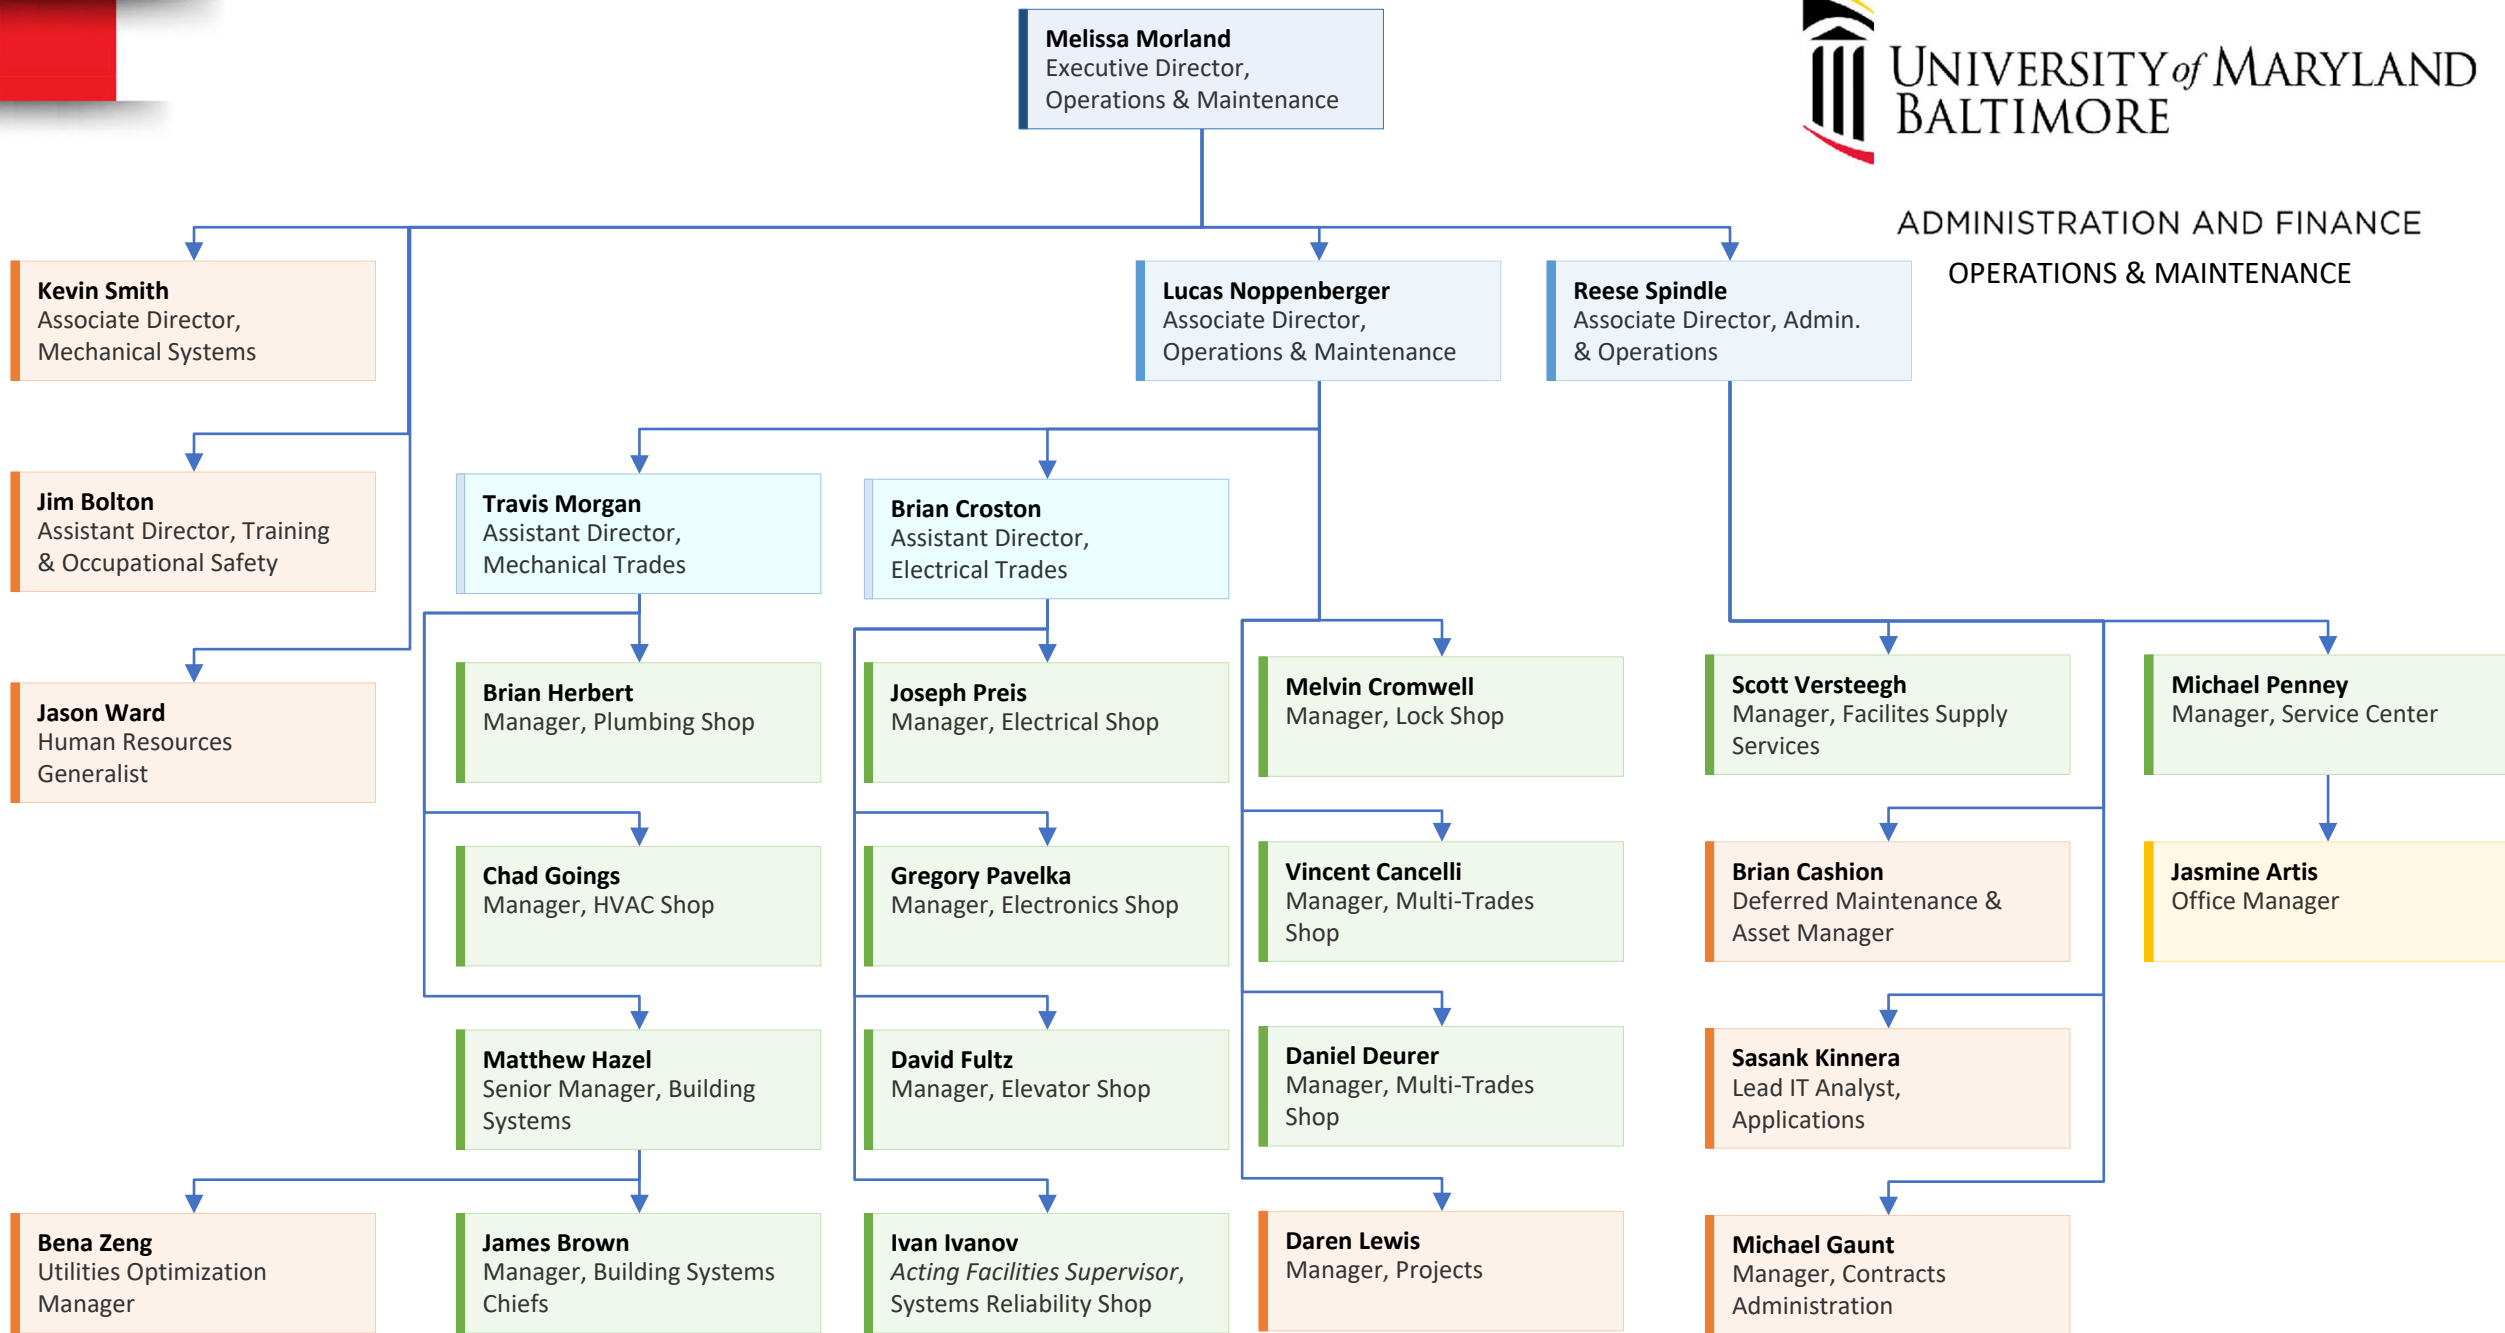 Melissa Morland
Executive Director,
Operations & Maintenance
UNIVERSITY of MARYLAND
BALTIMORE
ADMINISTRATION AND FINANCE
OPERATIONS & MAINTENANCE
Kevin Smith
Associate Director,
Mechanical Systems
Lucas Noppenberger
Associate Director,
Operations & Maintenance
Reese Spindle
Associate Director, Admin.
& Operations
Jim Bolton
Assistant Director, Training
& Occupational Safety
Travis Morgan
Assistant Director,
Mechanical Trades
Brian Croston
Assistant Director,
Electrical Trades
Jason Ward
Human Resources
Generalist
Brian Herbert
Manager, Plumbing Shop
Joseph Preis
Manager, Electrical Shop
Melvin Cromwell
Manager, Lock Shop
Scott Versteegh
Manager, Facilites Supply
Services
Michael Penney
Manager, Service Center
Chad Goings
Manager, HVAC Shop
Gregory Pavelka
Manager, Electronics Shop
Vincent Cancelli
Manager, Multi-Trades
Shop
Brian Cashion
Deferred Maintenance &
Asset Manager
Jasmine Artis
Office Manager
Matthew Hazel
Senior Manager, Building
Systems
David Fultz
Manager, Elevator Shop
Daniel Deurer
Manager, Multi-Trades
Shop
Sasank Kinnera
Lead IT Analyst,
Applications
Bena Zeng
Utilities Optimization
Manager
James Brown
Manager, Building Systems
Chiefs
Ivan Ivanov
Acting Facilities Supervisor,
Systems Reliability Shop
Daren Lewis
Manager, Projects
Michael Gaunt
Manager, Contracts
Administration